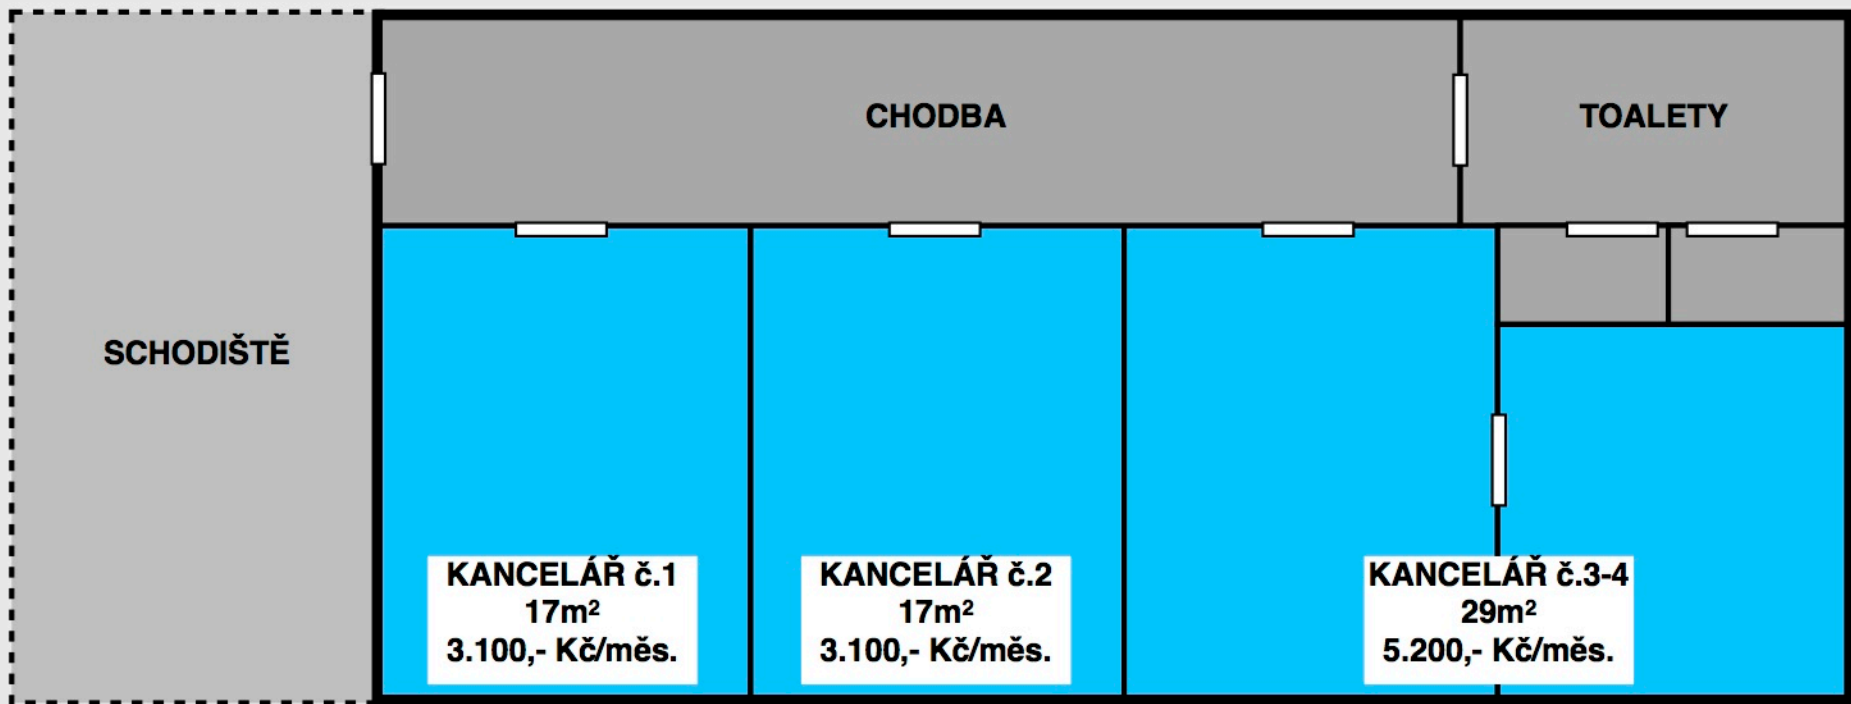 CHODBA
TOALETY
SCHODIŠTĚ
KANCELÁŘ č.1
17m²
3.100,- Kč/měs.
KANCELÁŘ č.2
17m²
3.100,- Kč/měs.
KANCELÁŘ č.3-4
29m²
5.200,- Kč/měs.